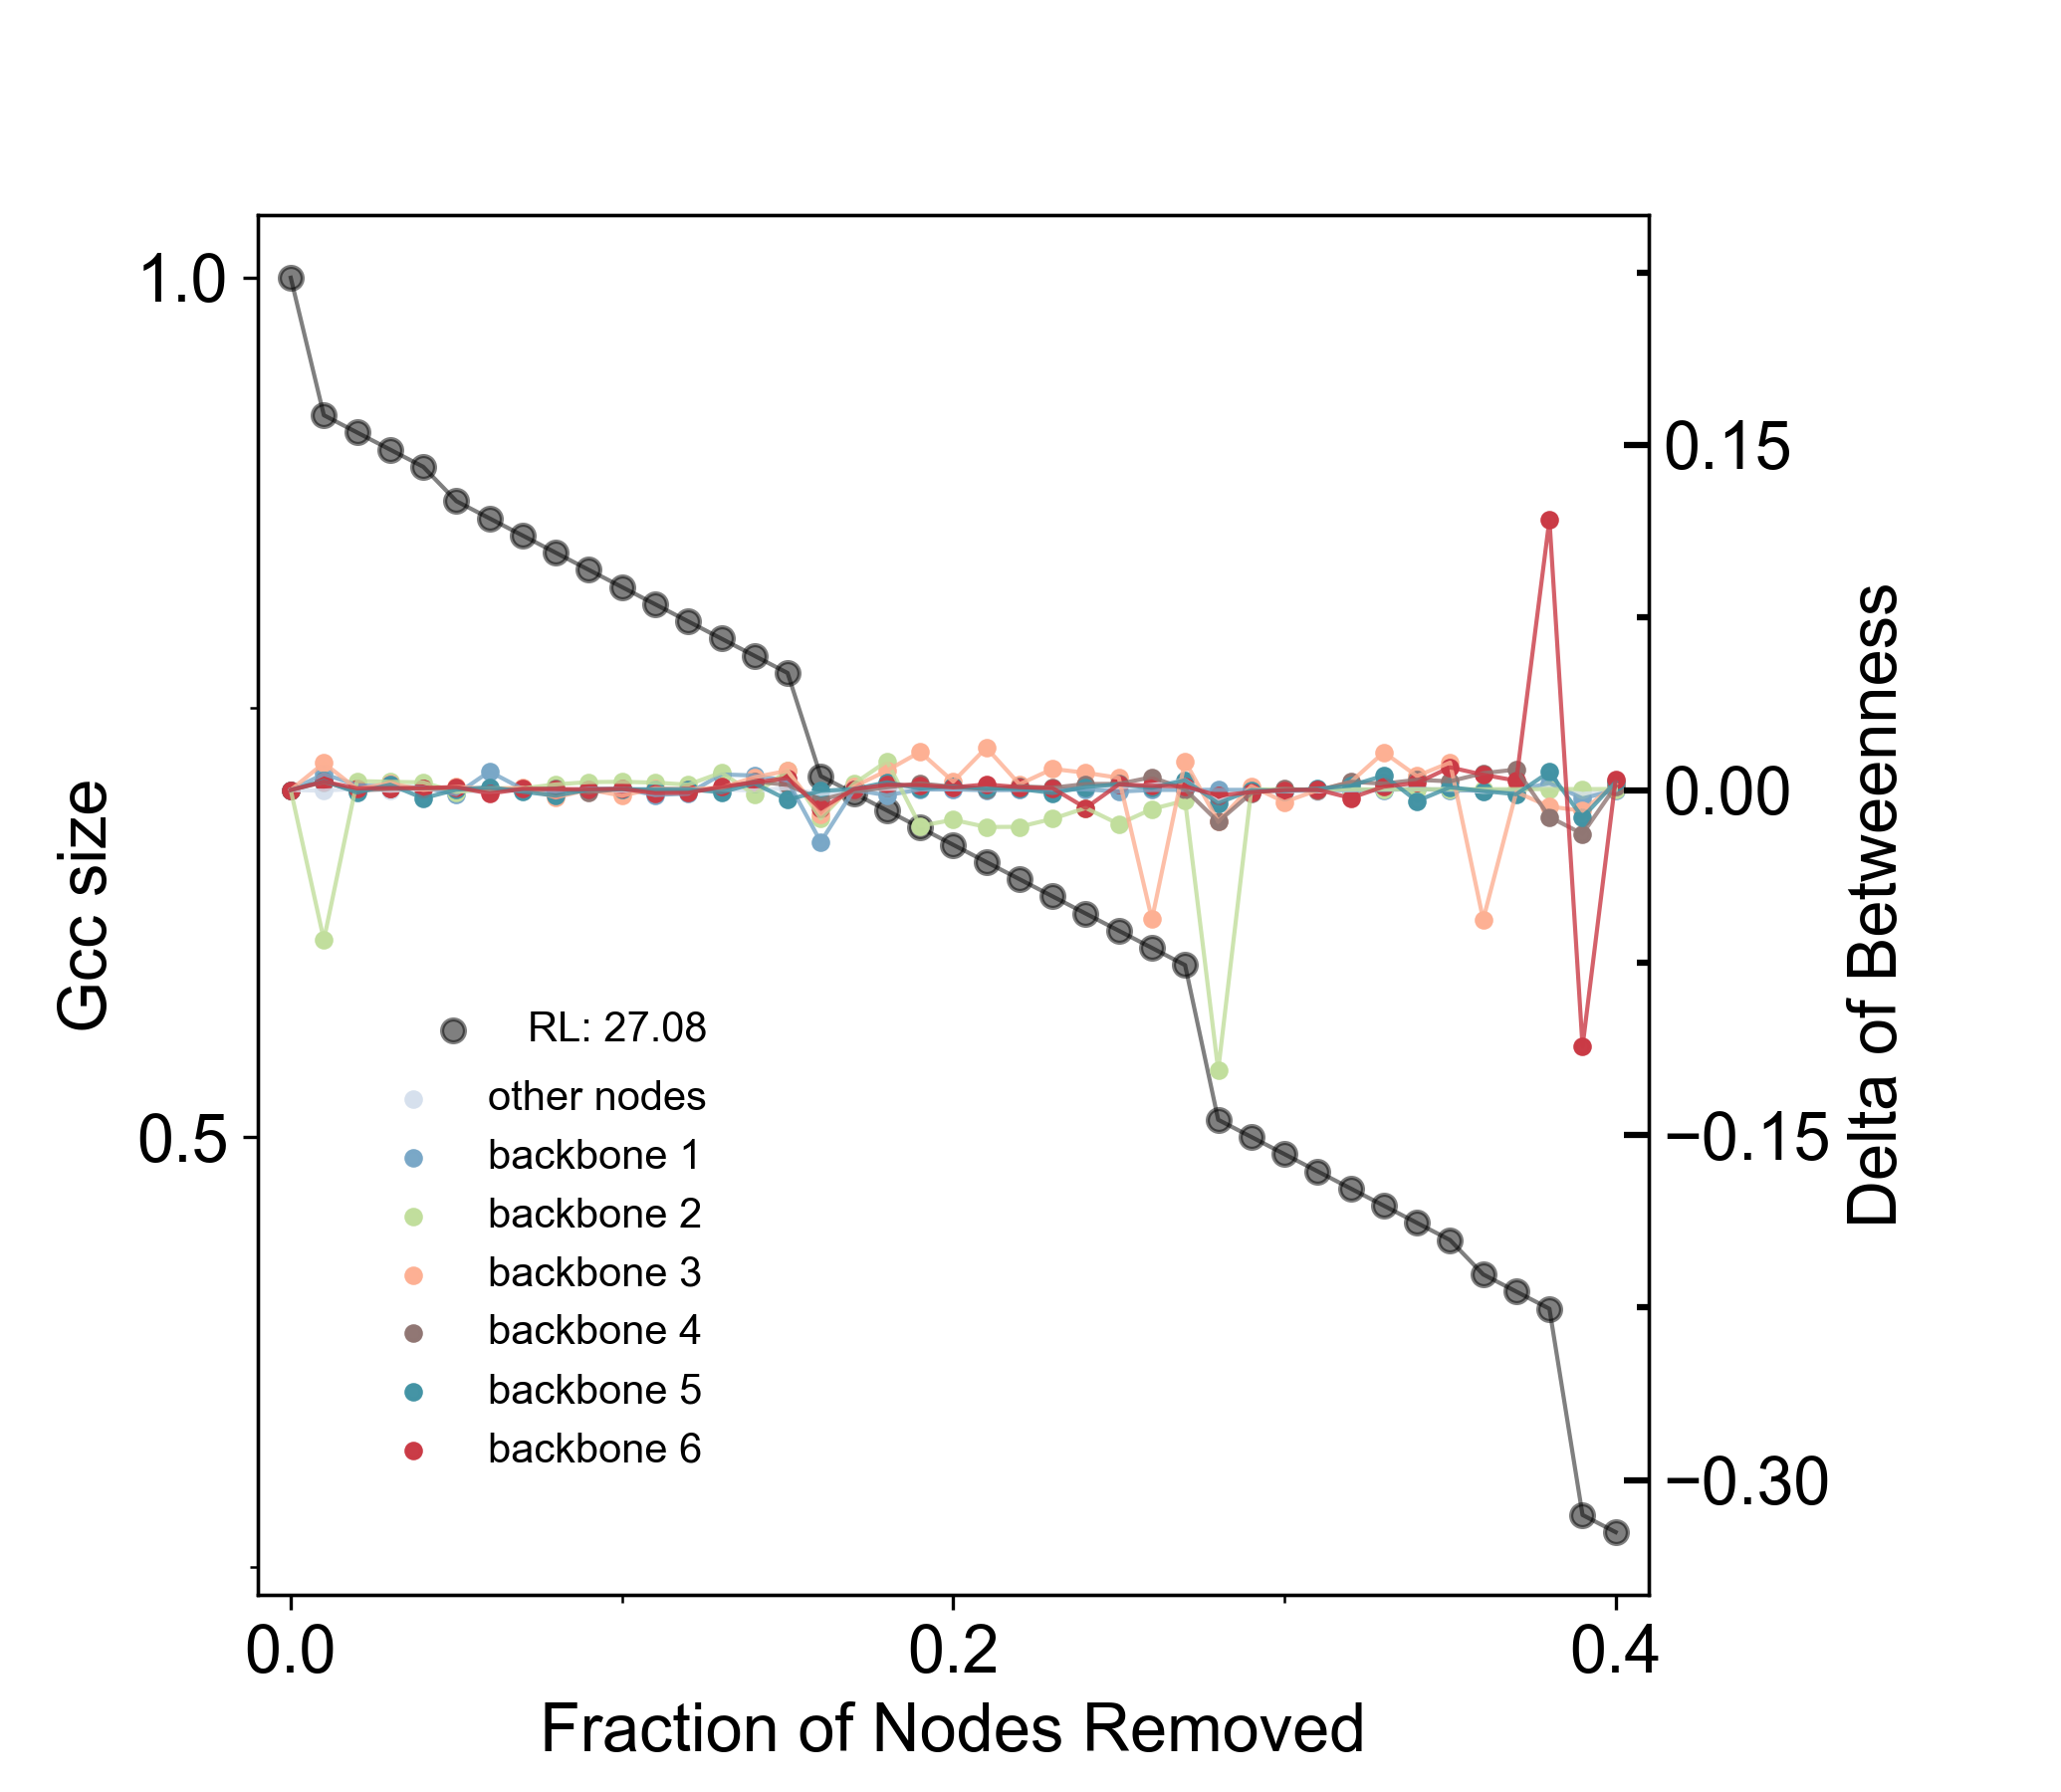 1.0
0.5
Gcc size
0.15
0.00
−0.15
−0.30
Delta of Betweenness
RL: 27.08
other nodes
backbone 1
backbone 2
backbone 3
backbone 4
backbone 5
backbone 6
0.0 0.2 0.4
Fraction of Nodes Removed